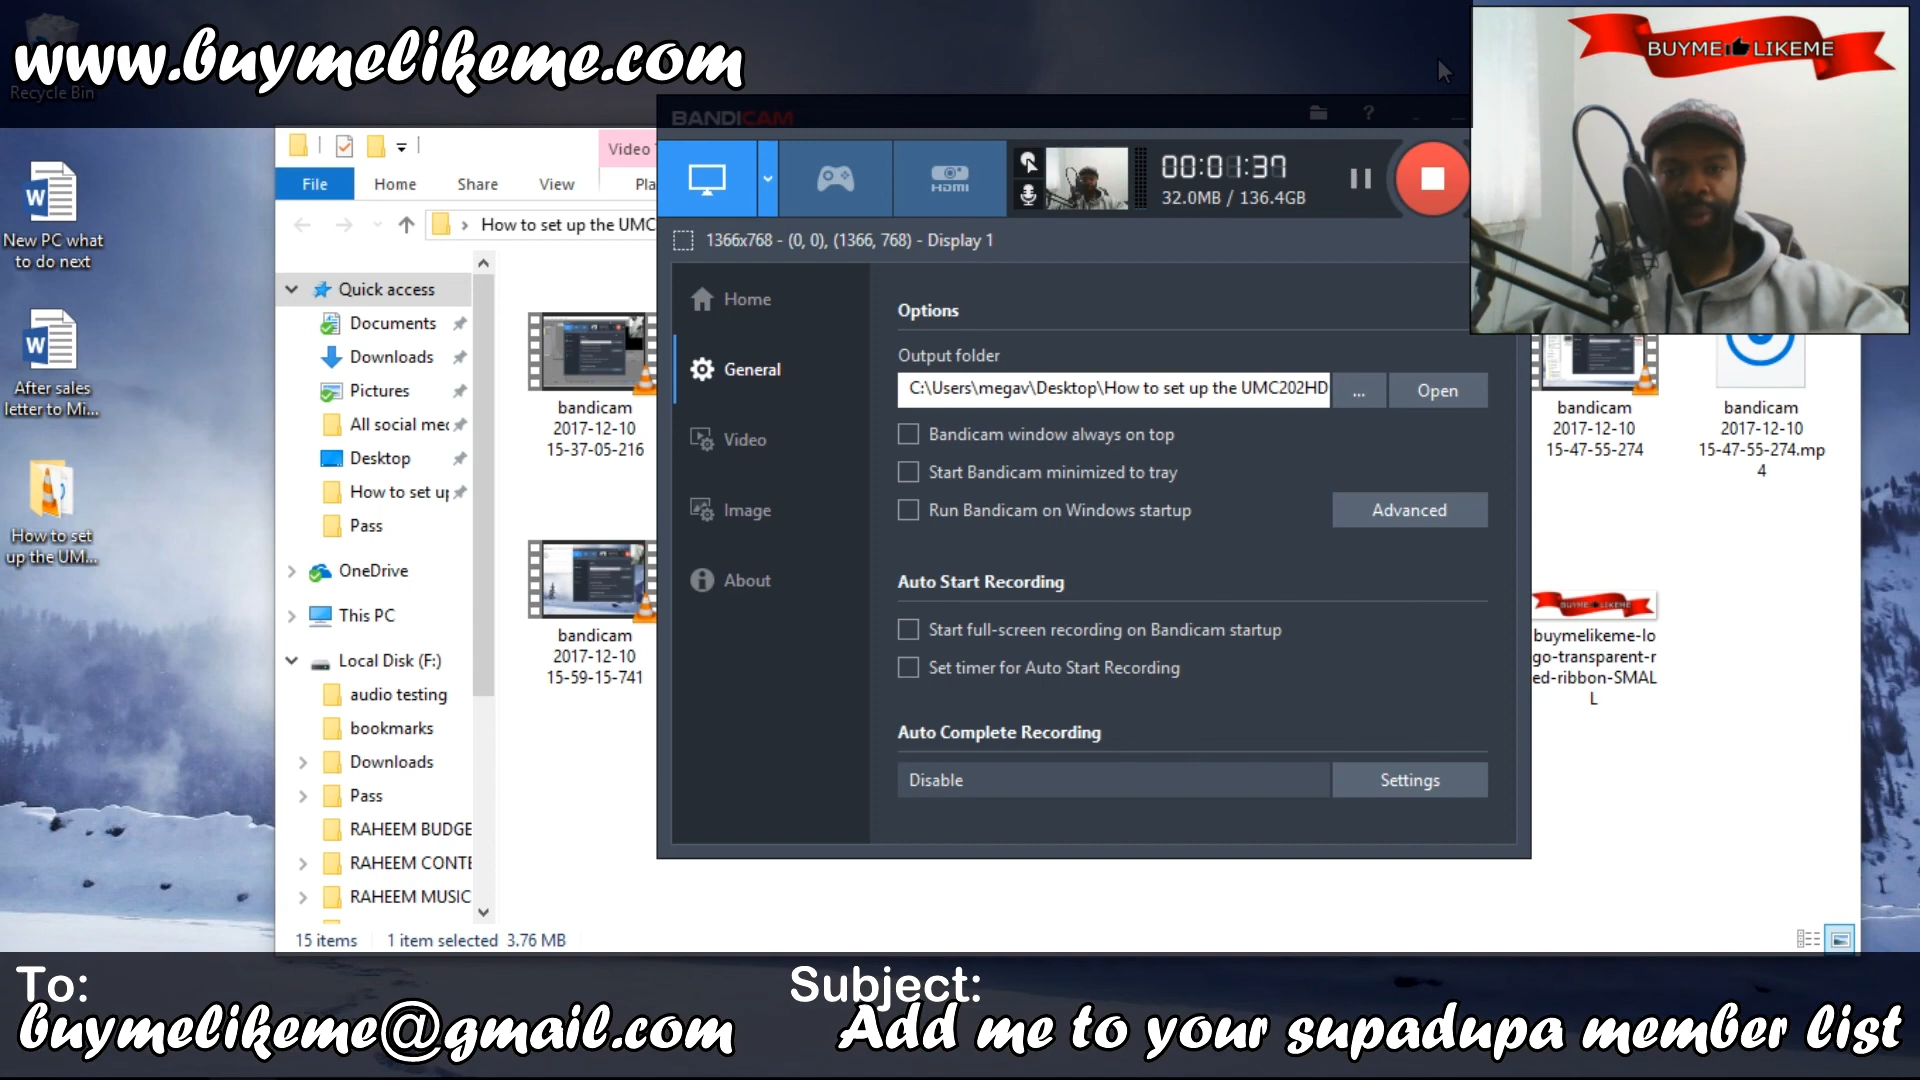 www.buymelikeme.com
Recycle Bin
BUYME LIKEME
BANDICAM
?
Video
File
Home
Share
View
Pla
HDMI
00:01:37
32.0MB / 136.4GB
How to set up the UMC
1366x768 - (0, 0), (1366, 768) - Display 1
New PC what
to do next
After sales
letter to Mi...
How to set
up the UM...
Quick access
Documents
Downloads
Pictures
All social mec
Desktop
How to set up
Pass
OneDrive
This PC
Local Disk (F:)
audio testing
bookmarks
Downloads
Pass
RAHEEM BUDGE
RAHEEM CONTE
RAHEEM MUSIC
bandicam
2017-12-10
15-37-05-216
bandicam
2017-12-10
15-59-15-741
Home
General
Video
Image
About
Options
Output folder
C:\Users\megav\Desktop\How to set up the UMC202HD
...
Open
Bandicam window always on top
Start Bandicam minimized to tray
Run Bandicam on Windows startup
Advanced
Auto Start Recording
Start full-screen recording on Bandicam startup
Set timer for Auto Start Recording
Auto Complete Recording
Disable
Settings
bandicam
2017-12-10
15-47-55-274
bandicam
2017-12-10
15-47-55-274.mp
4
BUYME LIKEME
buymelikeme-lo
go-transparent-r
ed-ribbon-SMAL
L
15 items
1 item selected 3.76 MB
To:
buymelikeme@gmail.com
Subject:
Add me to your supadupa member list